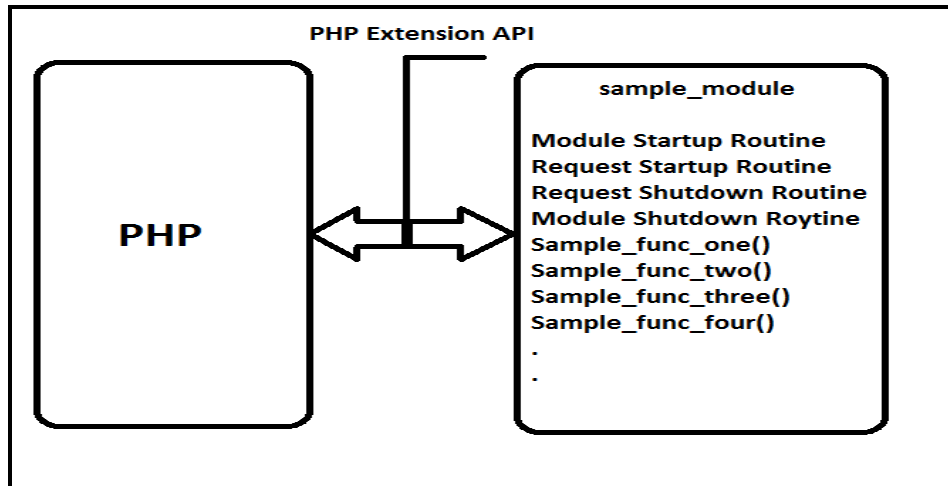 PHP Extension API
PHP
sample_module
Module Startup Routine
Request Startup Routine
Request Shutdown Routine
Module Shutdown Roytine
Sample_func_one()
Sample_func_two()
Sample_func_three()
Sample_func_four()
.
.